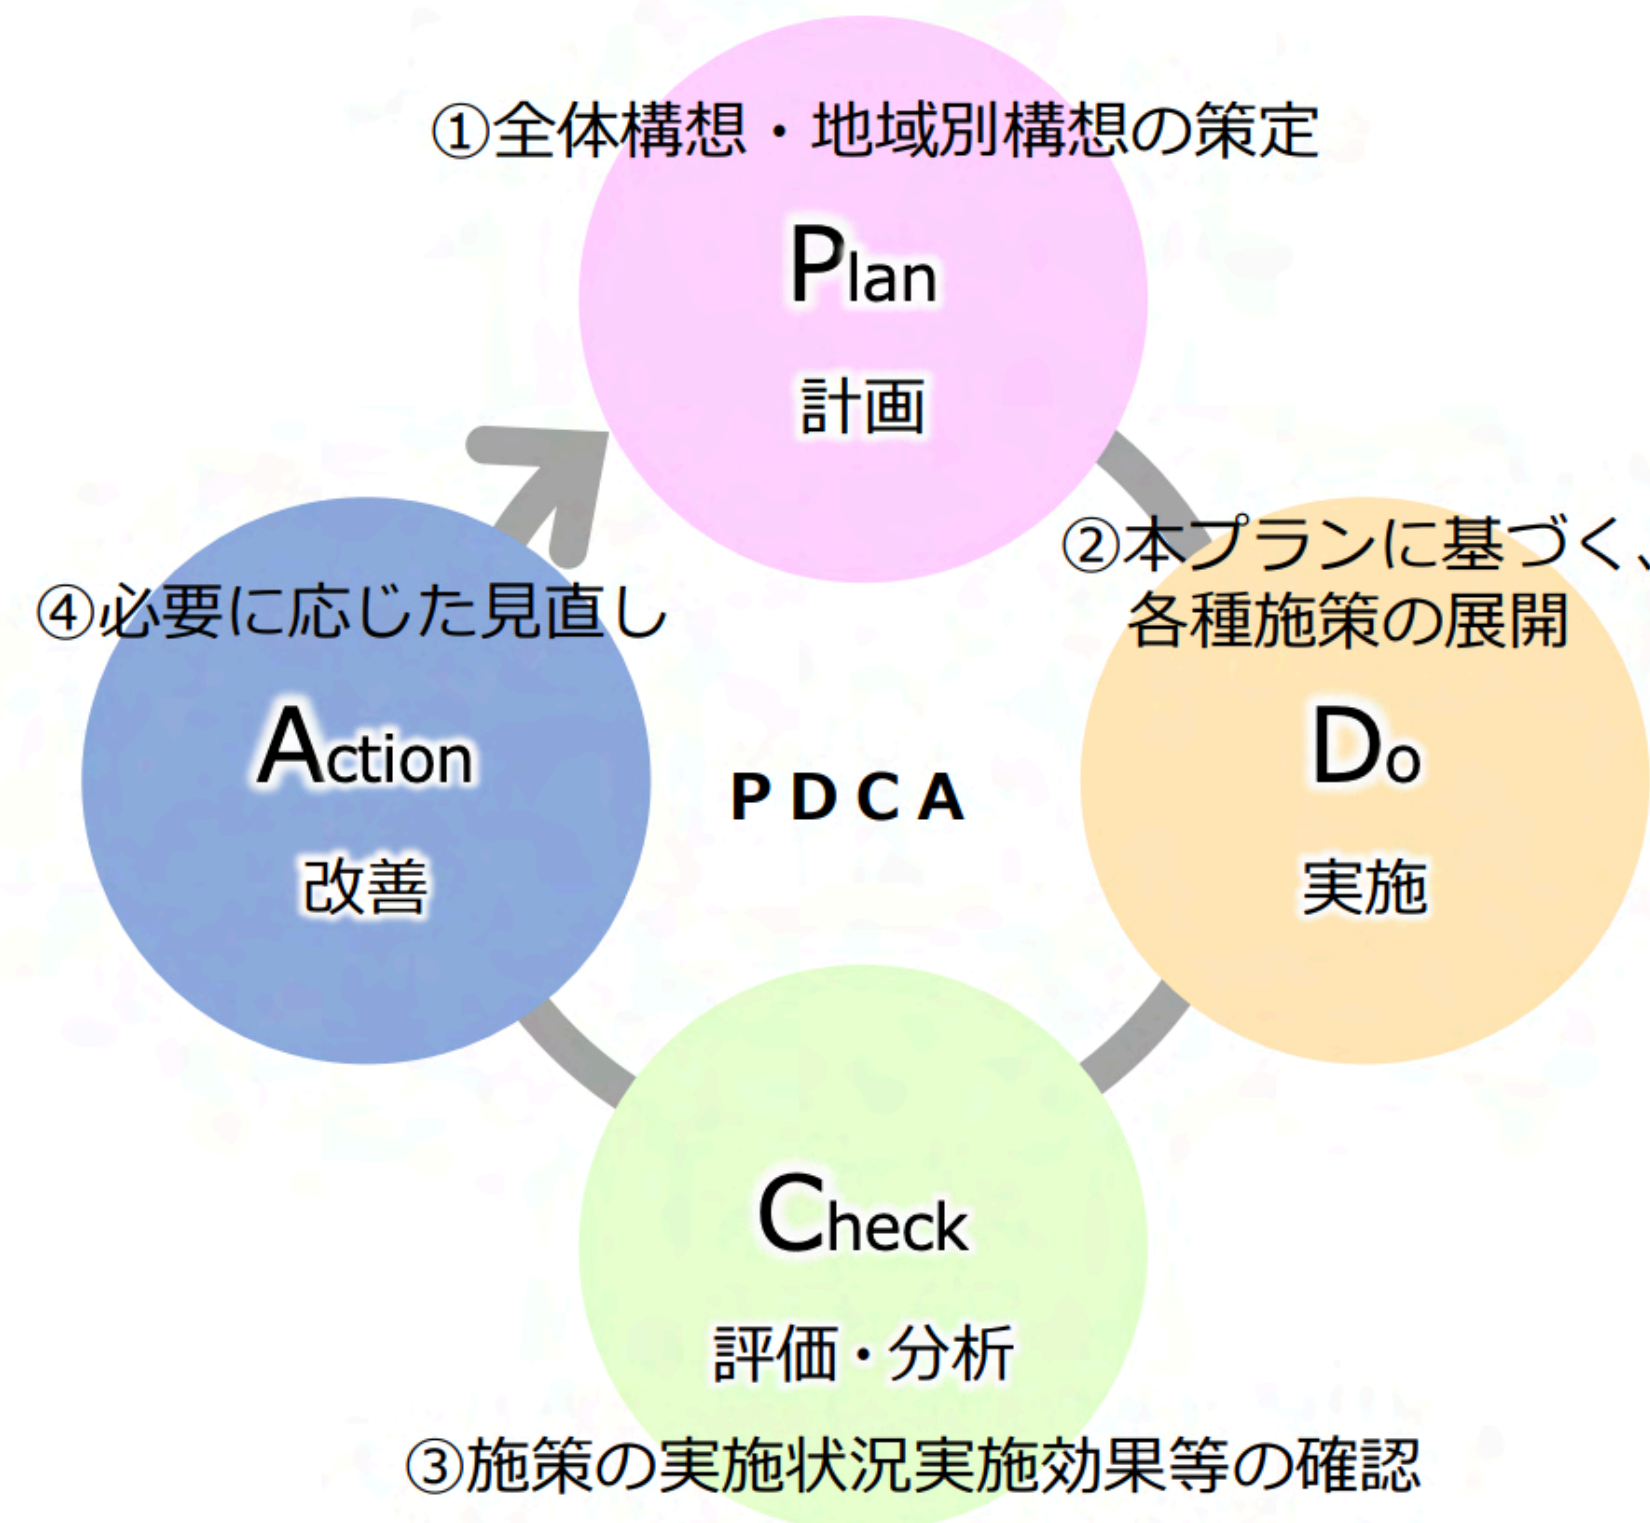 ①全体構想・地域別構想の策定
Plan
計画
②本プランに基づく、
各種施策の展開
Do
実施
Check
評価・分析
③施策の実施状況実施効果等の確認
④必要に応じた見直し
Action
改善
PDCA